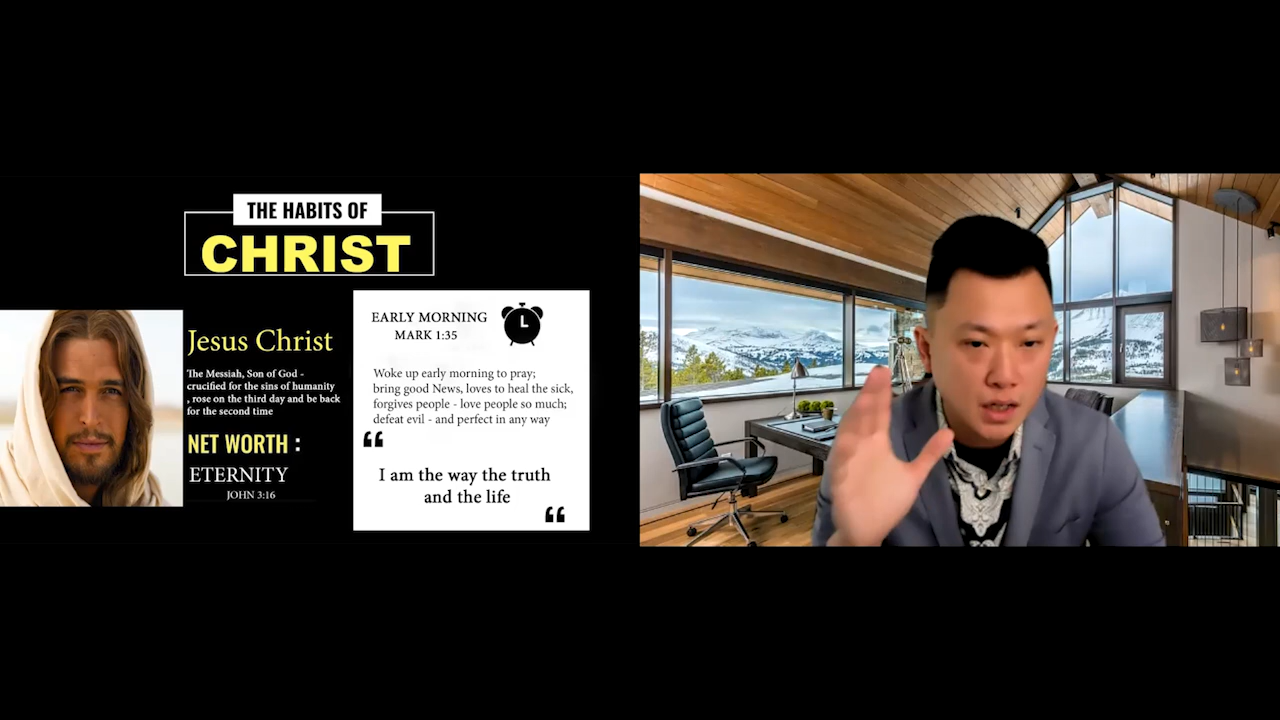 THE HABITS OF
CHRIST
Jesus Christ
The Messiah, Son of God -
crucified for the sins of humanity
, rose on the third day and be back
for the second time
NET WORTH :
ETERNITY
JOHN 3:16
EARLY MORNING
MARK 1:35
Woke up early morning to pray;
bring good News, loves to heal the sick,
forgives people - love people so much;
defeat evil - and perfect in any way
“
I am the way the truth
and the life
“